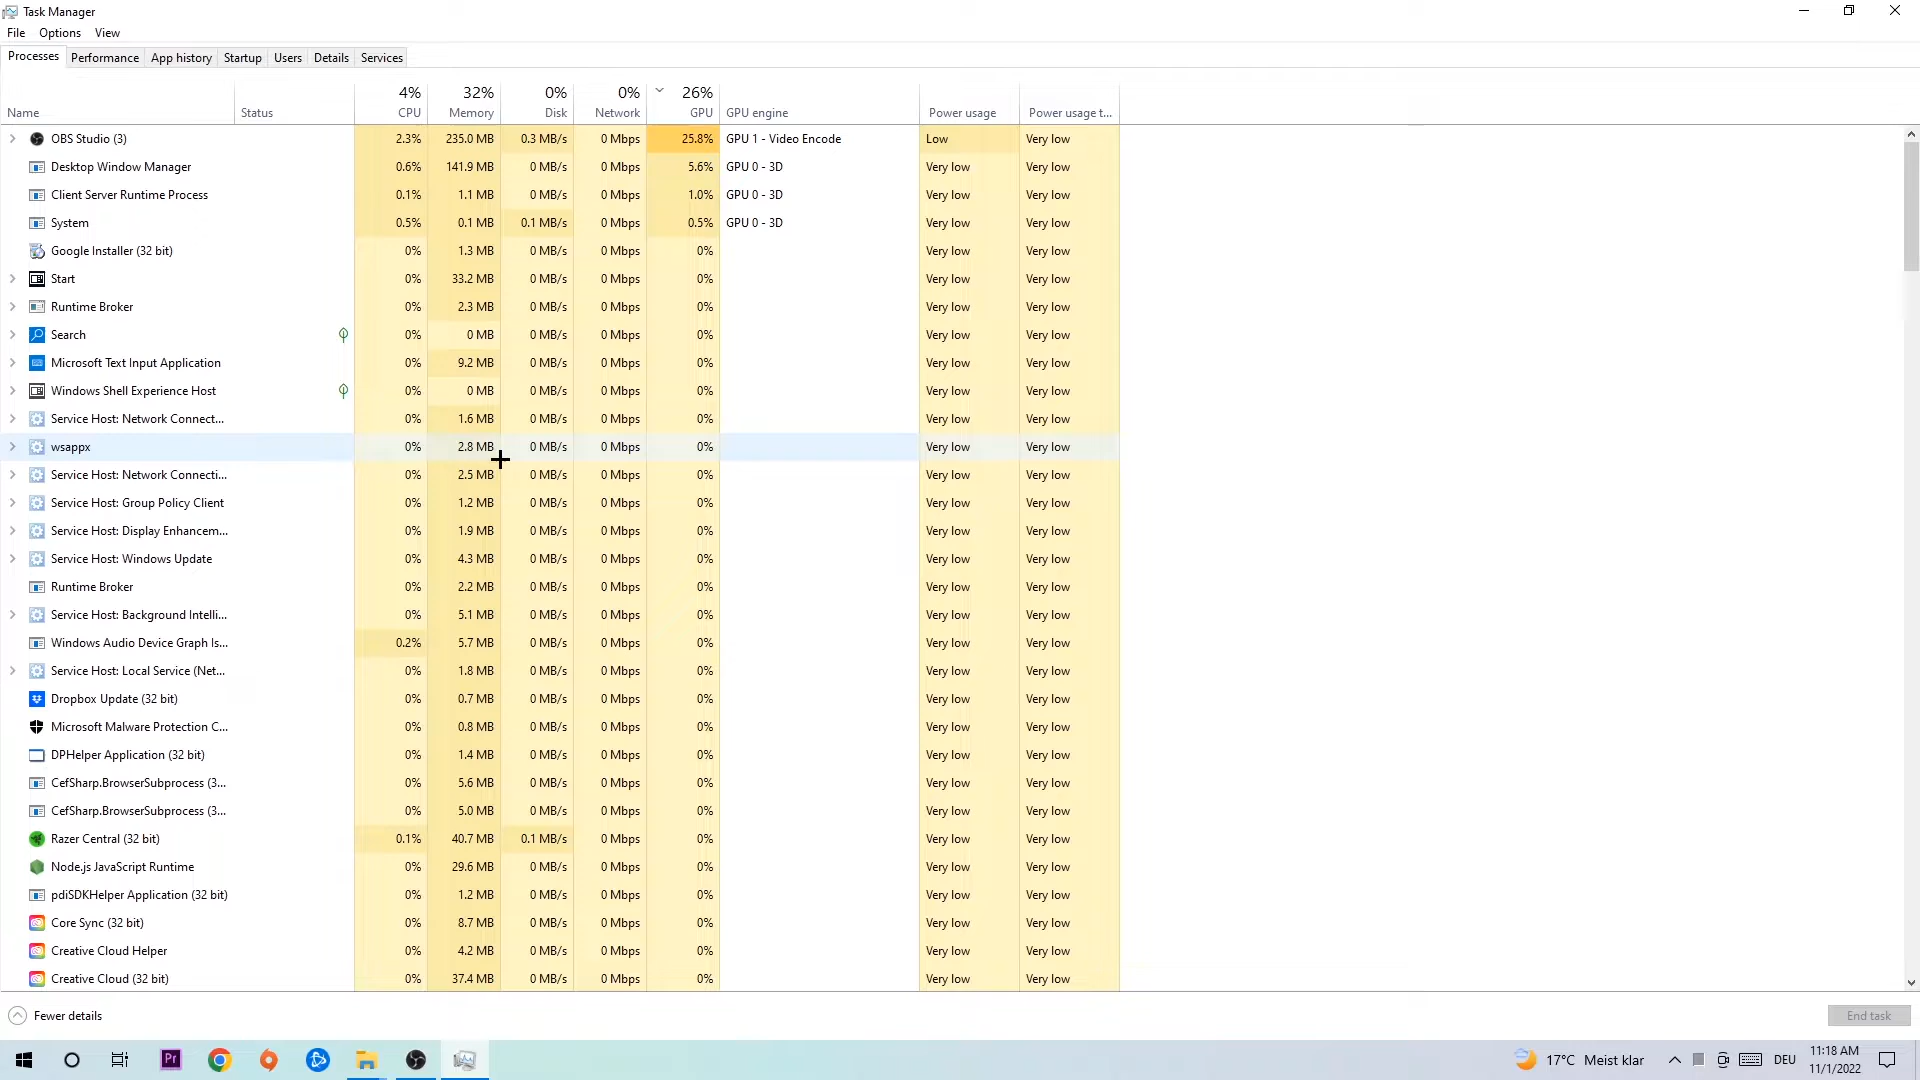 Task Manager
File Options View
Processes Performance App history Startup Users Details Services
4% 32% 0% 0% 26%
Name Status CPU Memory Disk Network GPU GPU engine Power usage Power usage t...
OBS Studio (3) 2.3% 235.0 MB 0.3 MB/s 0 Mbps 25.8% GPU 1 - Video Encode Low Very low
Desktop Window Manager 0.6% 141.9 MB 0 MB/s 0 Mbps 5.6% GPU 0 - 3D Very low Very low
Client Server Runtime Process 0.1% 1.1 MB 0 MB/s 0 Mbps 1.0% GPU 0 - 3D Very low Very low
System 0.5% 0.1 MB 0.1 MB/s 0 Mbps 0.5% GPU 0 - 3D Very low Very low
Google Installer (32 bit) 0% 1.3 MB 0 MB/s 0 Mbps 0% Very low Very low
Start 0% 33.2 MB 0 MB/s 0 Mbps 0% Very low Very low
Runtime Broker 0% 2.3 MB 0 MB/s 0 Mbps 0% Very low Very low
Search 0% 0 MB 0 MB/s 0 Mbps 0% Very low Very low
Microsoft Text Input Application 0% 9.2 MB 0 MB/s 0 Mbps 0% Very low Very low
Windows Shell Experience Host 0% 0 MB 0 MB/s 0 Mbps 0% Very low Very low
Service Host: Network Connect... 0% 1.6 MB 0 MB/s 0 Mbps 0% Very low Very low
wsappx 0% 2.8 MB 0 MB/s 0 Mbps 0% Very low Very low
Service Host: Network Connecti... 0% 2.5 MB 0 MB/s 0 Mbps 0% Very low Very low
Service Host: Group Policy Client 0% 1.2 MB 0 MB/s 0 Mbps 0% Very low Very low
Service Host: Display Enhancem... 0% 1.9 MB 0 MB/s 0 Mbps 0% Very low Very low
Service Host: Windows Update 0% 4.3 MB 0 MB/s 0 Mbps 0% Very low Very low
Runtime Broker 0% 2.2 MB 0 MB/s 0 Mbps 0% Very low Very low
Service Host: Background Intelli... 0% 5.1 MB 0 MB/s 0 Mbps 0% Very low Very low
Windows Audio Device Graph Is... 0.2% 5.7 MB 0 MB/s 0 Mbps 0% Very low Very low
Service Host: Local Service (Net... 0% 1.8 MB 0 MB/s 0 Mbps 0% Very low Very low
Dropbox Update (32 bit) 0% 0.7 MB 0 MB/s 0 Mbps 0% Very low Very low
Microsoft Malware Protection C... 0% 0.8 MB 0 MB/s 0 Mbps 0% Very low Very low
DPHelper Application (32 bit) 0% 1.4 MB 0 MB/s 0 Mbps 0% Very low Very low
CefSharp.BrowserSubprocess (3... 0% 5.6 MB 0 MB/s 0 Mbps 0% Very low Very low
CefSharp.BrowserSubprocess (3... 0% 5.0 MB 0 MB/s 0 Mbps 0% Very low Very low
Razer Central (32 bit) 0.1% 40.7 MB 0.1 MB/s 0 Mbps 0% Very low Very low
Node.js JavaScript Runtime 0% 29.6 MB 0 MB/s 0 Mbps 0% Very low Very low
pdiSDKHelper Application (32 bit) 0% 1.2 MB 0 MB/s 0 Mbps 0% Very low Very low
Core Sync (32 bit) 0% 8.7 MB 0 MB/s 0 Mbps 0% Very low Very low
Creative Cloud Helper 0% 4.2 MB 0 MB/s 0 Mbps 0% Very low Very low
Creative Cloud (32 bit) 0% 37.4 MB 0 MB/s 0 Mbps 0% Very low Very low
Fewer details End task
Pr 17°C Meist klar DEU 11:18 AM
11/1/2022